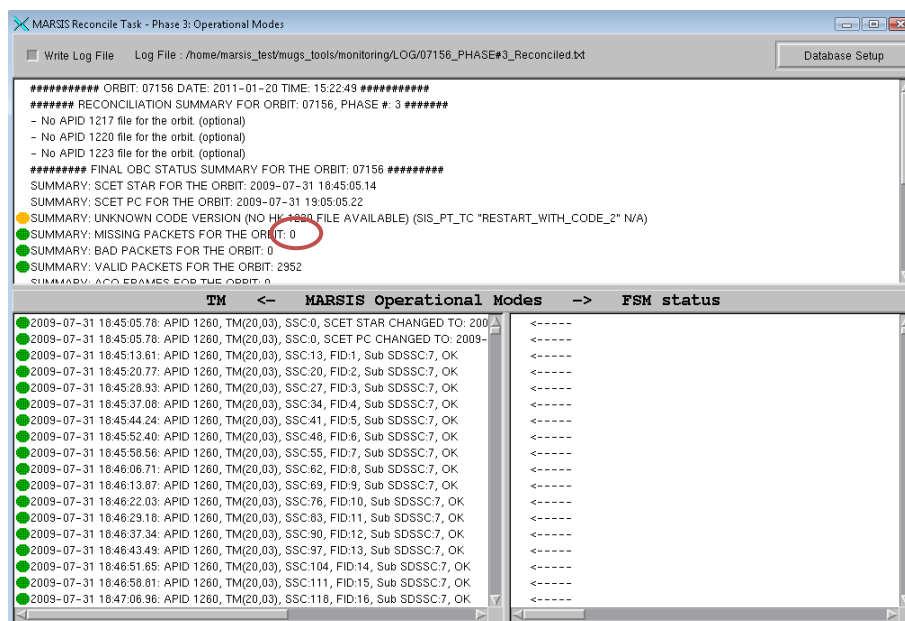 MARSIS Reconcile Task - Phase 3: Operational Modes
Write Log File Log File : /home/marsis_test/mugs_tools/monitoring/LOG/07156_PHASE#3_Reconciled.txt Database Setup
########### ORBIT: 07156 DATE: 2011-01-20 TIME: 15:22:49 ###########
####### RECONCILIATION SUMMARY FOR ORBIT: 07156, PHASE #: 3 #######
- No APID 1217 file for the orbit. (optional)
- No APID 1220 file for the orbit. (optional)
- No APID 1223 file for the orbit. (optional)
######### FINAL OBC STATUS SUMMARY FOR THE ORBIT: 07156 #########
SUMMARY: SCET STAR FOR THE ORBIT: 2009-07-31 18:45:05.14
SUMMARY: SCET PC FOR THE ORBIT: 2009-07-31 19:05:05.22
SUMMARY: UNKNOWN CODE VERSION (NO HK 1220 FILE AVAILABLE) (SIS_PT_TC "RESTART_WITH_CODE_2" N/A)
SUMMARY: MISSING PACKETS FOR THE ORBIT: 0
SUMMARY: BAD PACKETS FOR THE ORBIT: 0
SUMMARY: VALID PACKETS FOR THE ORBIT: 2952
SUMMARY: ACQ FRAMES FOR THE ORBIT: 0
TM <- MARSIS Operational Modes -> FSM status
2009-07-31 18:45:05.78: APID 1260, TM(20,03), SSC:0, SCET STAR CHANGED TO: 200 <-----
2009-07-31 18:45:05.78: APID 1260, TM(20,03), SSC:0, SCET PC CHANGED TO: 2009- <-----
2009-07-31 18:45:13.61: APID 1260, TM(20,03), SSC:13, FID:1, Sub SDSSC:7, OK <-----
2009-07-31 18:45:20.77: APID 1260, TM(20,03), SSC:20, FID:2, Sub SDSSC:7, OK <-----
2009-07-31 18:45:28.93: APID 1260, TM(20,03), SSC:27, FID:3, Sub SDSSC:7, OK <-----
2009-07-31 18:45:37.08: APID 1260, TM(20,03), SSC:34, FID:4, Sub SDSSC:7, OK <-----
2009-07-31 18:45:44.24: APID 1260, TM(20,03), SSC:41, FID:5, Sub SDSSC:7, OK <-----
2009-07-31 18:45:52.40: APID 1260, TM(20,03), SSC:48, FID:6, Sub SDSSC:7, OK <-----
2009-07-31 18:45:58.56: APID 1260, TM(20,03), SSC:55, FID:7, Sub SDSSC:7, OK <-----
2009-07-31 18:46:06.71: APID 1260, TM(20,03), SSC:62, FID:8, Sub SDSSC:7, OK <-----
2009-07-31 18:46:13.87: APID 1260, TM(20,03), SSC:69, FID:9, Sub SDSSC:7, OK <-----
2009-07-31 18:46:22.03: APID 1260, TM(20,03), SSC:76, FID:10, Sub SDSSC:7, OK <-----
2009-07-31 18:46:29.18: APID 1260, TM(20,03), SSC:83, FID:11, Sub SDSSC:7, OK <-----
2009-07-31 18:46:37.34: APID 1260, TM(20,03), SSC:90, FID:12, Sub SDSSC:7, OK <-----
2009-07-31 18:46:43.49: APID 1260, TM(20,03), SSC:97, FID:13, Sub SDSSC:7, OK <-----
2009-07-31 18:46:51.65: APID 1260, TM(20,03), SSC:104, FID:14, Sub SDSSC:7, OK <-----
2009-07-31 18:46:58.81: APID 1260, TM(20,03), SSC:111, FID:15, Sub SDSSC:7, OK <-----
2009-07-31 18:47:06.96: APID 1260, TM(20,03), SSC:118, FID:16, Sub SDSSC:7, OK <-----